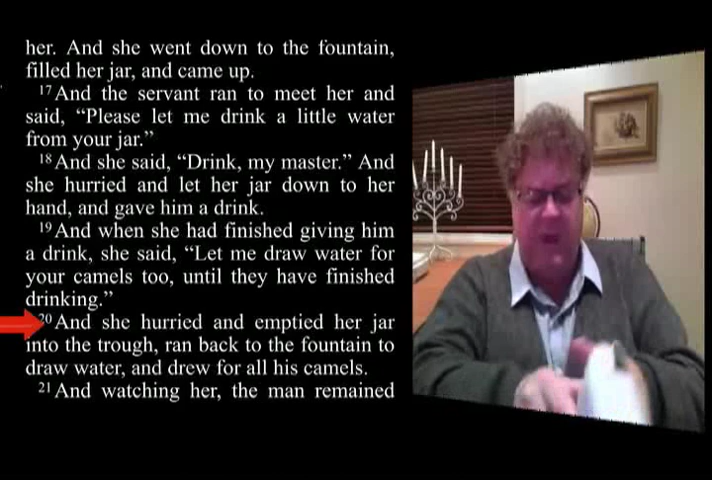 her. And she went down to the fountain,
filled her jar, and came up.
17 And the servant ran to meet her and
said, “Please let me drink a little water
from your jar.”
18 And she said, “Drink, my master.” And
she hurried and let her jar down to her
hand, and gave him a drink.
19 And when she had finished giving him
a drink, she said, “Let me draw water for
your camels too, until they have finished
drinking.”
20 And she hurried and emptied her jar
into the trough, ran back to the fountain to
draw water, and drew for all his camels.
21 And watching her, the man remained